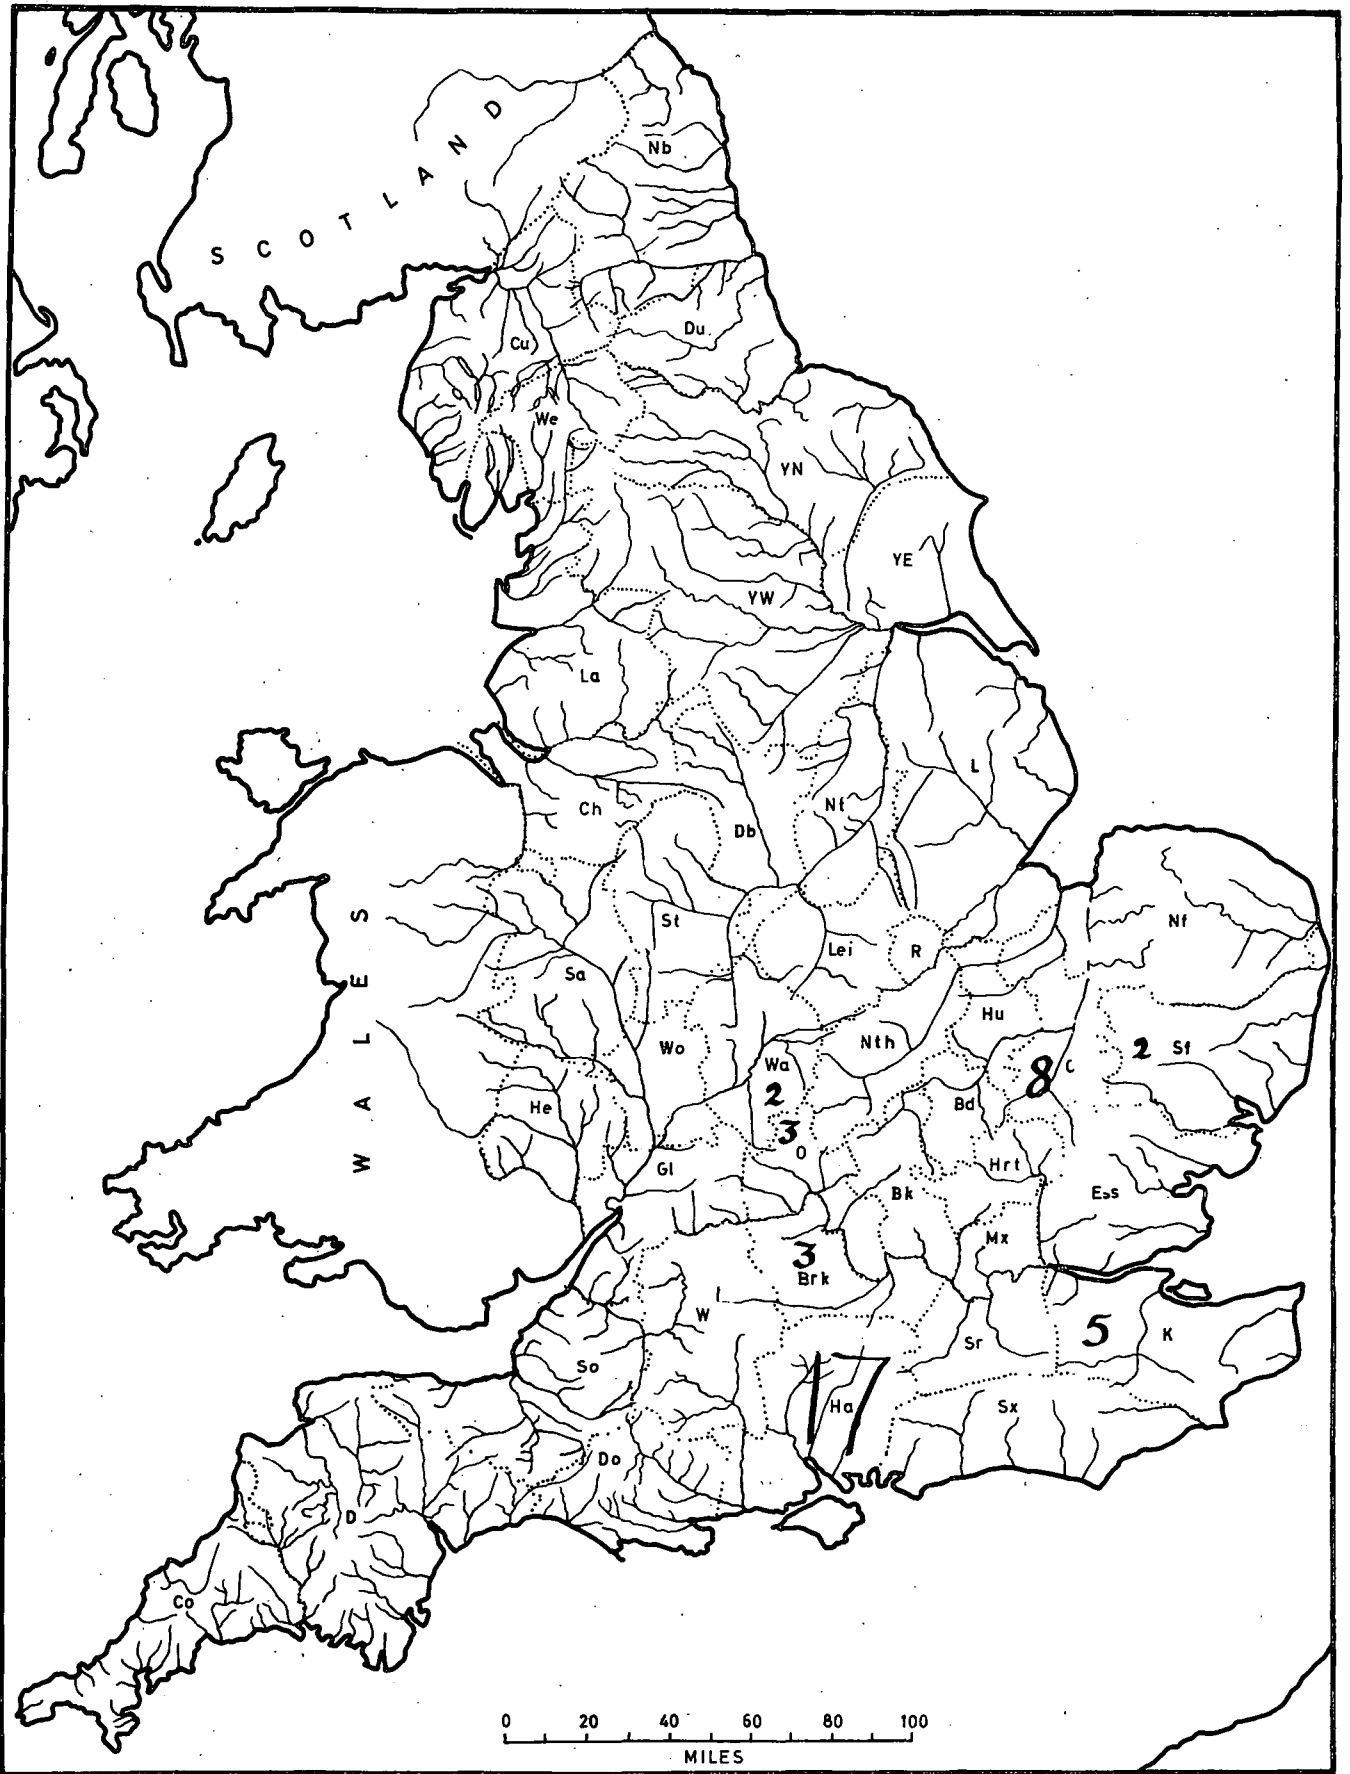 SCOTLAND
Nb
Cu
Du
We
YN
YE
YW
La
L
Ch
Db
Nt
St
Nf
Lei
R
Sa
Hu
Wo
Nth
2 Sf
Wa
8 C
2
He
Bd
3
O
WALES
Gl
Hrt
Bk
Ess
Mx
3
Brk
W
5 K
Sr
So
17
Ha
Sx
Do
D
Co
0 20 40 60 80 100
MILES